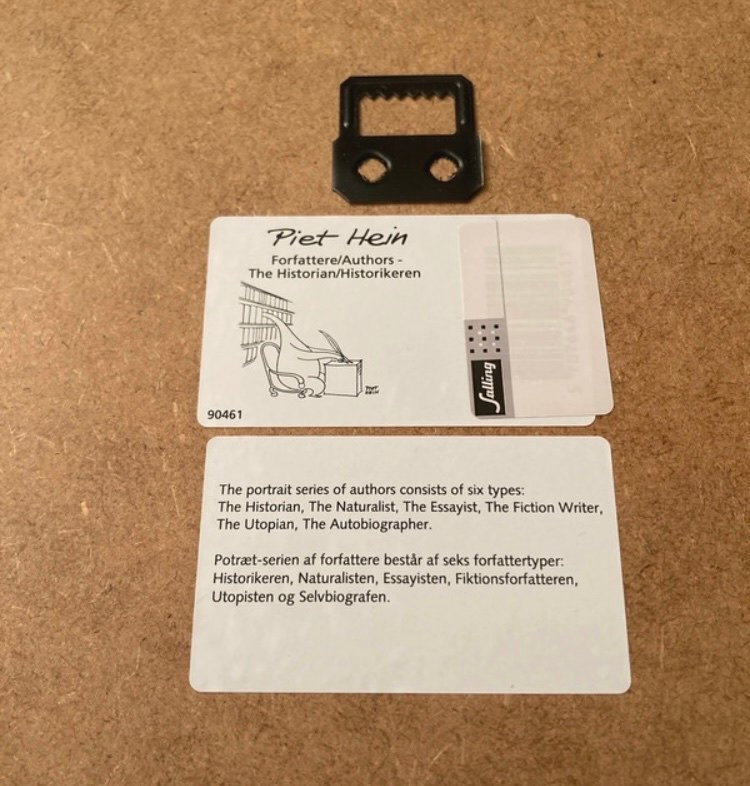 Piet Hein
Forfattere/Authors -
The Historian/Historikeren
PIET
HEIN
Salling
90461
The portrait series of authors consists of six types:
The Historian, The Naturalist, The Essayist, The Fiction Writer,
The Utopian, The Autobiographer.
Potræt-serien af forfattere består af seks forfattertyper:
Historikeren, Naturalisten, Essayisten, Fiktionsforfatteren,
Utopisten og Selvbiografen.